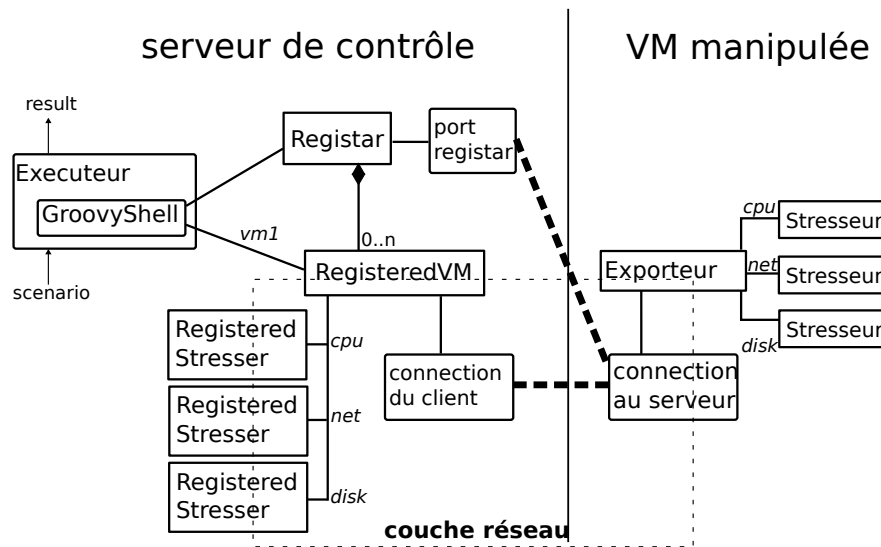 serveur de contrôle
VM manipulée
result
Registar
port
registar
Executeur
GroovyShell
vm1
0..n
scenario
RegisteredVM
Exporteur
cpu
Stresseur
net
Stresseur
disk
Stresseur
Registered
Stresser
cpu
Registered
Stresser
net
Registered
Stresser
disk
connection
du client
connection
au serveur
couche réseau